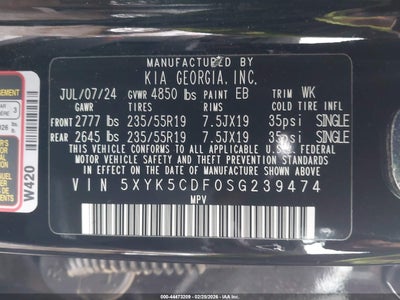 MANUFACTURED BY
KIA GEORGIA, INC.
JUL/07/24 GVWR 4850 lbs PAINT EB TRIM WK
GAWR TIRES RIMS COLD TIRE INFL
FRONT 2777 lbs 235/55R19 7.5JX19 35psi SINGLE
REAR 2645 lbs 235/55R19 7.5JX19 35psi SINGLE
THIS VEHICLE CONFORMS TO ALL APPLICABLE U.S. FEDERAL
MOTOR VEHICLE SAFETY, BUMPER, AND THEFT PREVENTION
STANDARDS IN EFFECT ON THE DATE OF MANUFACTURE SHOWN ABOVE.
VIN 5XYK5CDF0SG239474
MPV
W420
000-44473209 - 02/28/2026 - IAAI